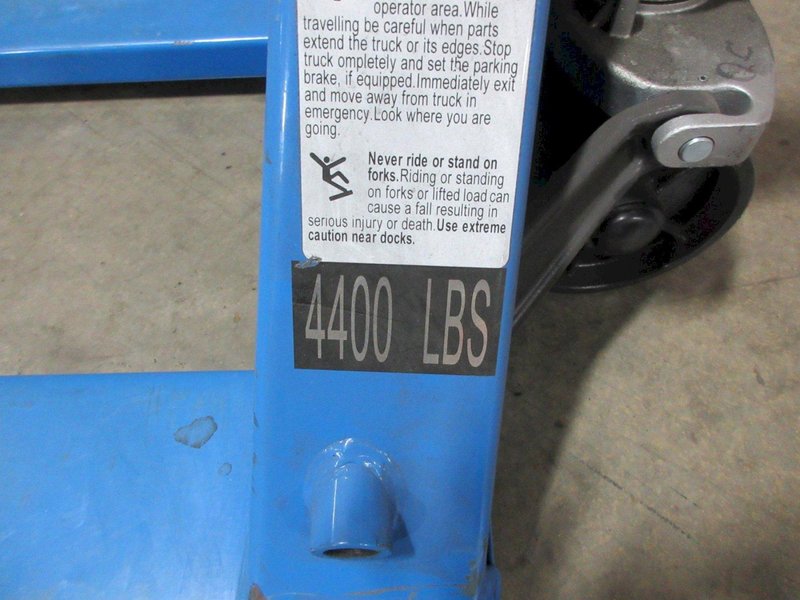 operator area.While
travelling be careful when parts
extend the truck or its edges.Stop
truck ompletely and set the parking
brake, if equipped.Immediately exit
and move away from truck in
emergency.Look where you are
going.
Never ride or stand on
forks.Riding or standing
on forks or lifted load can
cause a fall resulting in
serious injury or death.Use extreme
caution near docks.
4400 LBS
QC